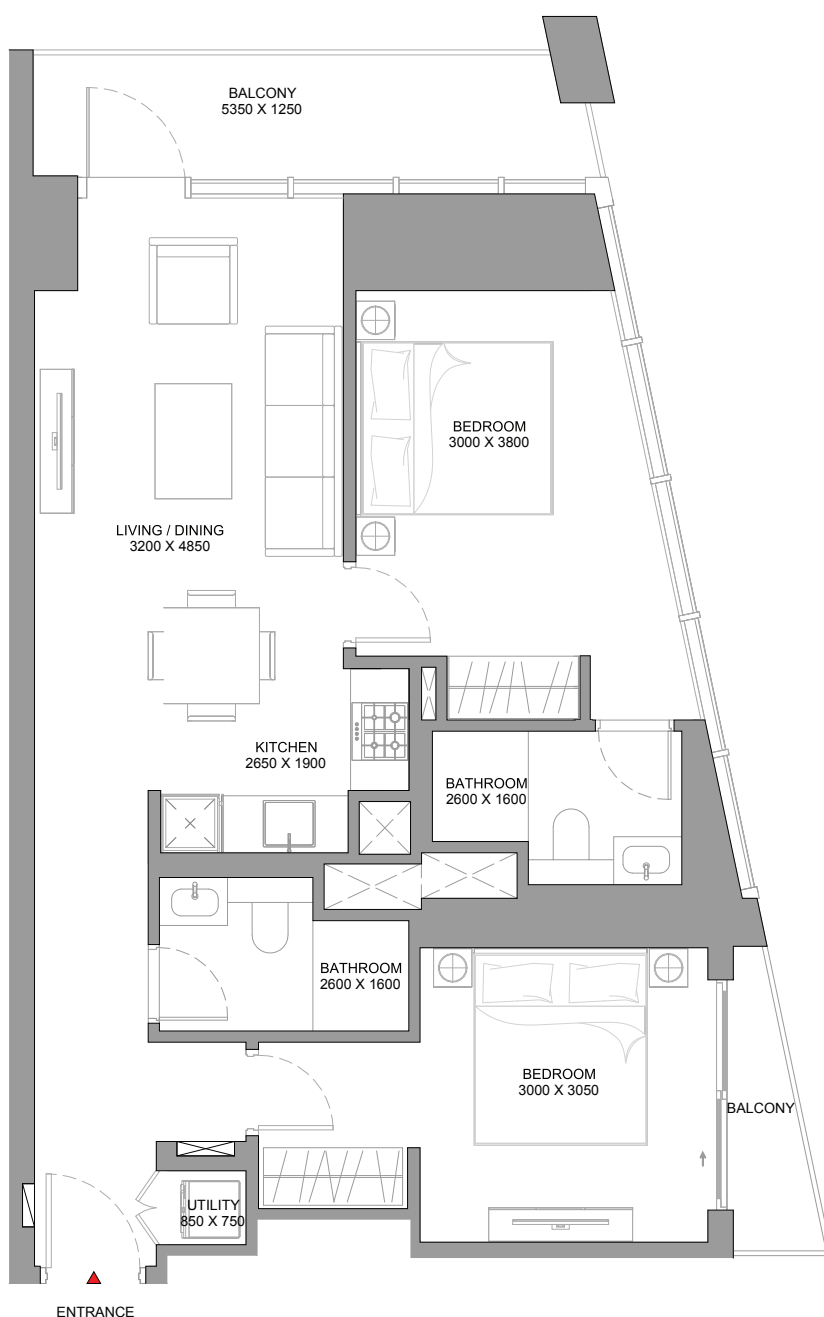 BALCONY
5350 X 1250
BEDROOM
3000 X 3800
LIVING / DINING
3200 X 4850
KITCHEN
2650 X 1900
BATHROOM
2600 X 1600
BATHROOM
2600 X 1600
BEDROOM
3000 X 3050
BALCONY
UTILITY
850 X 750
ENTRANCE